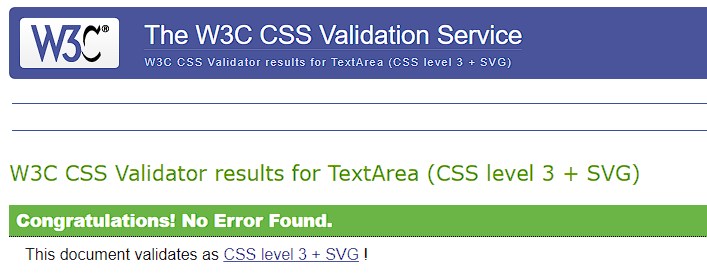 W3C®
The W3C CSS Validation Service
W3C CSS Validator results for TextArea (CSS level 3 + SVG)
W3C CSS Validator results for TextArea (CSS level 3 + SVG)
Congratulations! No Error Found.
This document validates as CSS level 3 + SVG !